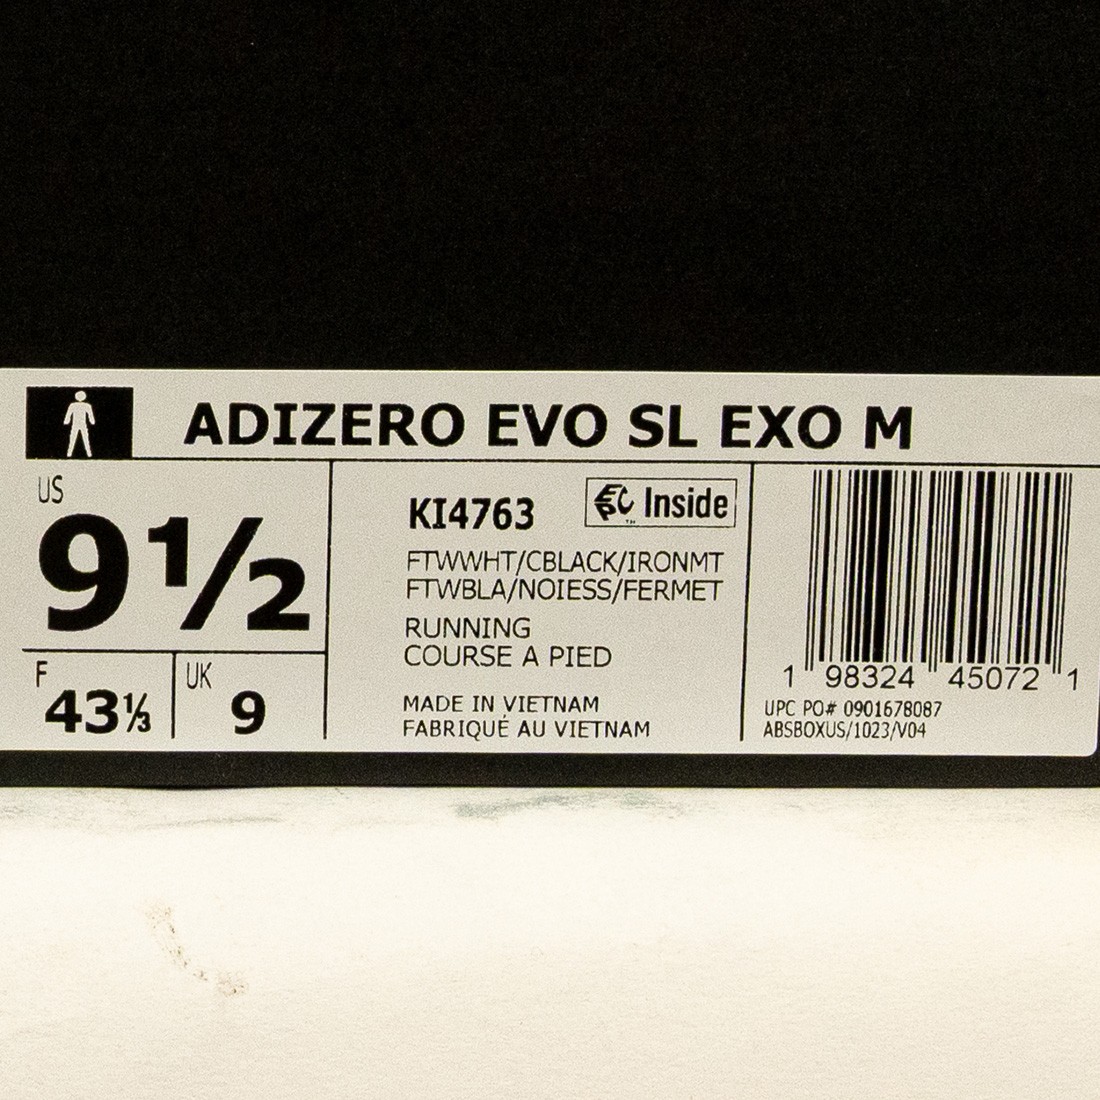 ADIZERO EVO SL EXO M
US
9½
F
43⅓
UK
9
KI4763
EPC™ Inside
FTWWHT/CBLACK/IRONMT
FTWBLA/NOIESS/FERMET
RUNNING
COURSE A PIED
MADE IN VIETNAM
FABRIQUÉ AU VIETNAM
1 98324 45072 1
UPC PO# 0901678087
ABSBOXUS/1023/V04